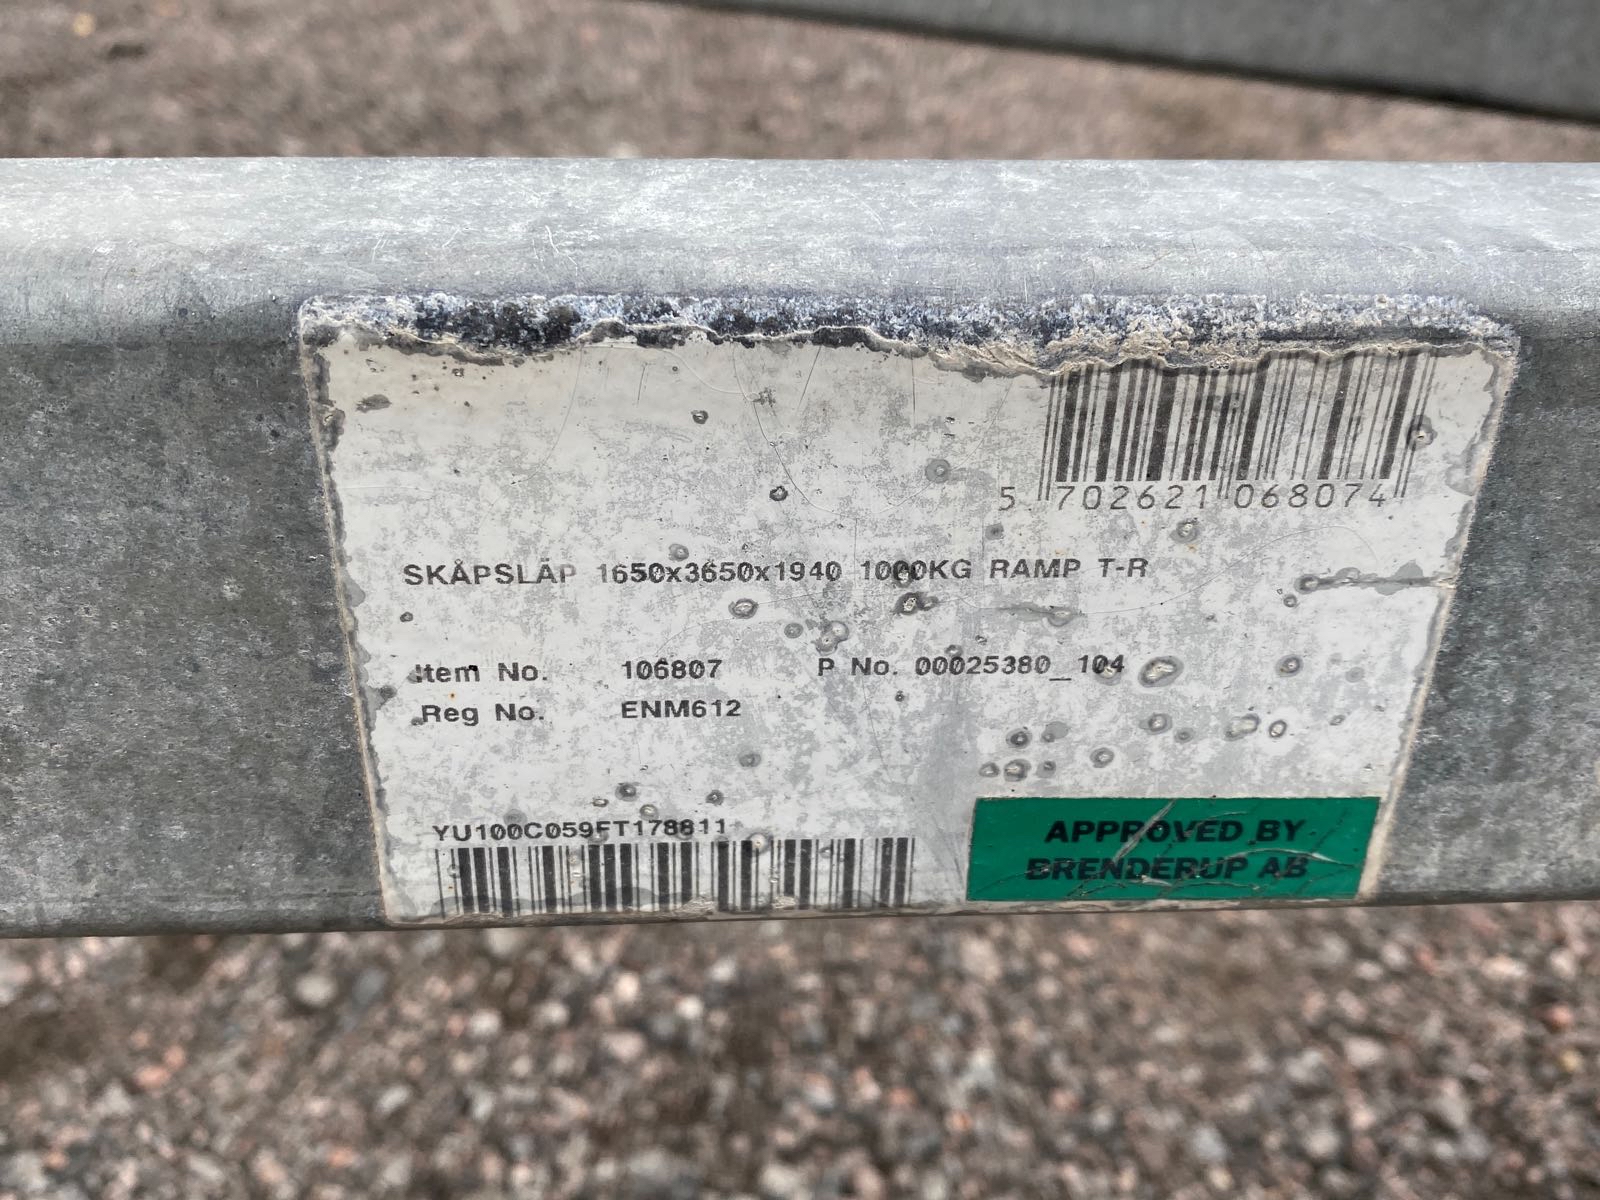 5 702621 068074
SKÅPSLÄP 1650x3650x1940 1000KG RAMP T-R
Item No. 106807 P No. 00025380_104
Reg No. ENM612
YU100C059FT178811
APPROVED BY
BRENDERUP AB